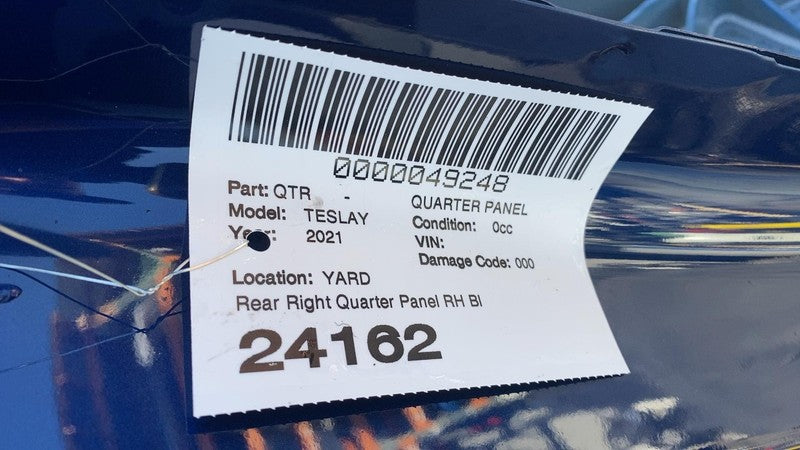 0000049248
Part: QTR - QUARTER PANEL
Model: TESLAY Condition: 0cc
Year: 2021 VIN:
Damage Code: 000
Location: YARD
Rear Right Quarter Panel RH Bl
24162